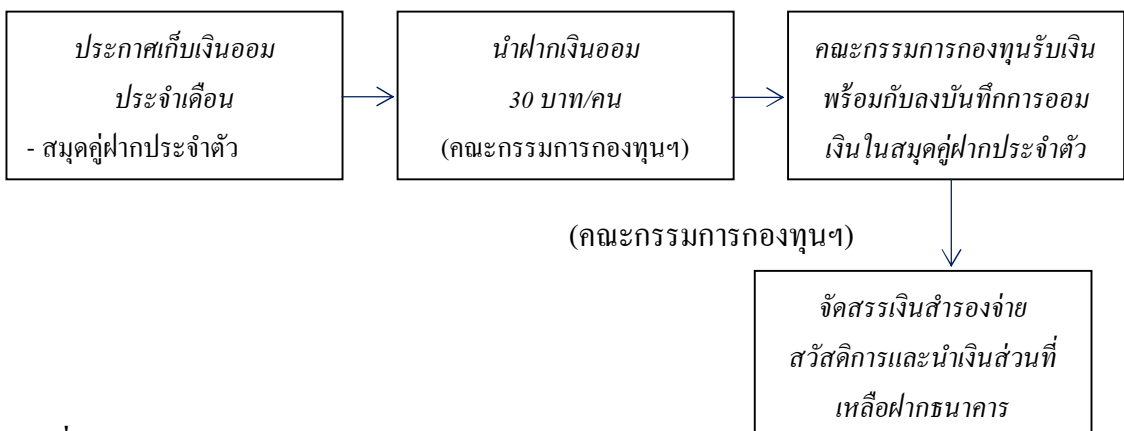 ประกาศเก็บเงินออม
ประจำเดือน
- สมุดคู่ฝากประจำตัว
นำฝากเงินออม
30 บาท/คน
(คณะกรรมการกองทุนฯ)
คณะกรรมการกองทุนรับเงิน
พร้อมกับลงบันทึกการออม
เงินในสมุดคู่ฝากประจำตัว
(คณะกรรมการกองทุนฯ)
จัดสรรเงินสำรองจ่าย
สวัสดิการและนำเงินส่วนที่
เหลือฝากธนาคาร